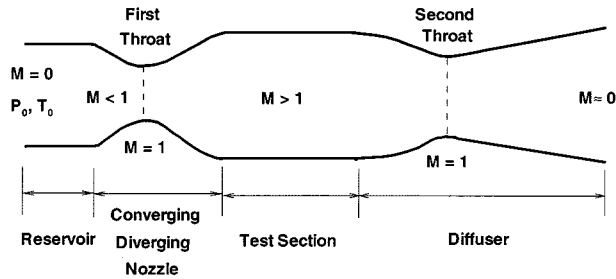 First
Throat
Second
Throat
M = 0
P₀, T₀
M < 1
M > 1
M ≈ 0
M = 1
M = 1
Reservoir
Converging
Diverging
Nozzle
Test Section
Diffuser